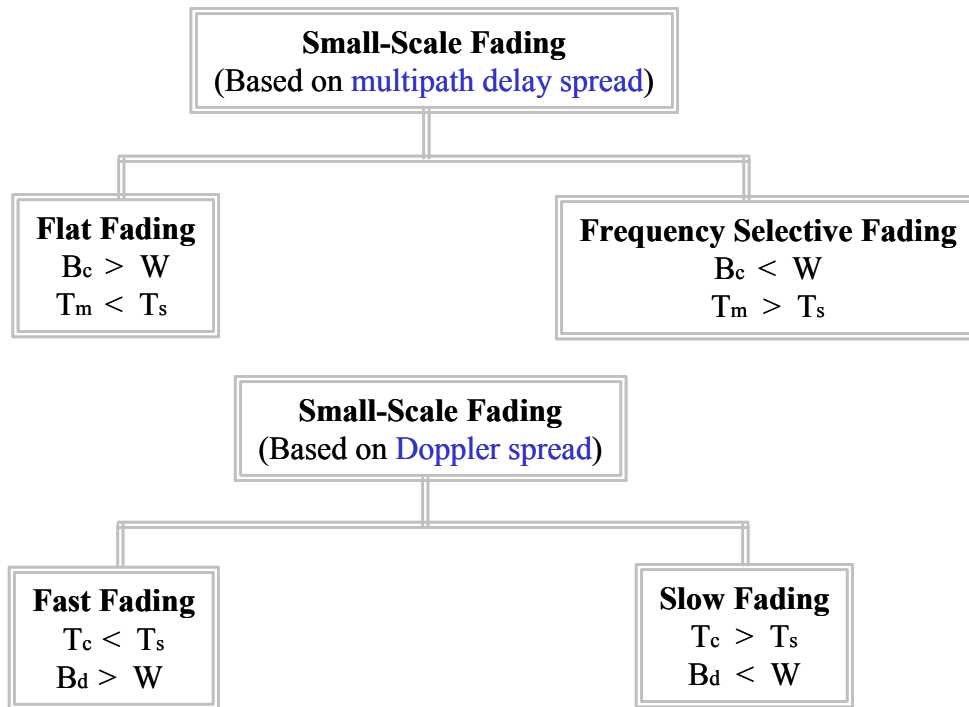 Small-Scale Fading
(Based on multipath delay spread)
Flat Fading
Bc > W
Tm < Ts
Frequency Selective Fading
Bc < W
Tm > Ts
Small-Scale Fading
(Based on Doppler spread)
Fast Fading
Tc < Ts
Bd > W
Slow Fading
Tc > Ts
Bd < W